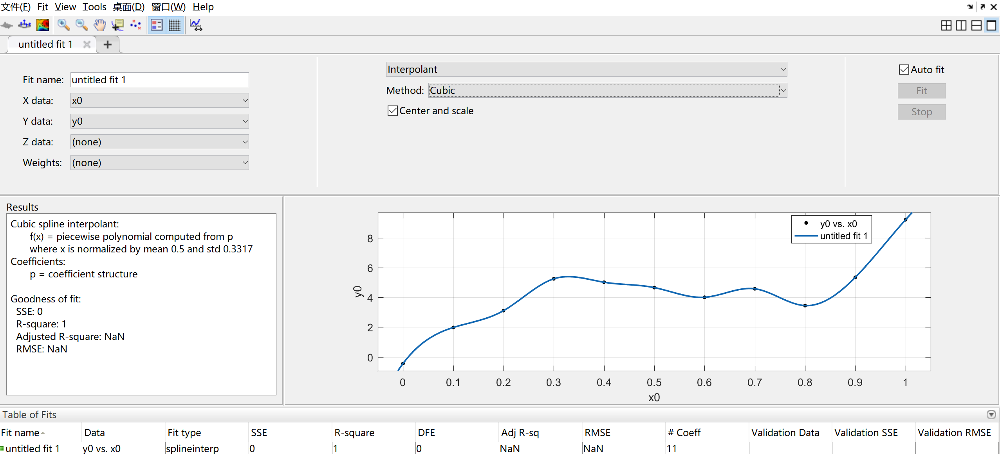 文件(F) Fit View Tools 桌面(D) 窗口(W) Help
untitled fit 1
Fit name: untitled fit 1
X data: x0
Y data: y0
Z data: (none)
Weights: (none)
Interpolant
Method: Cubic
Center and scale
Auto fit
Fit
Stop
Results
Cubic spline interpolant:
f(x) = piecewise polynomial computed from p
where x is normalized by mean 0.5 and std 0.3317
Coefficients:
p = coefficient structure
Goodness of fit:
SSE: 0
R-square: 1
Adjusted R-square: NaN
RMSE: NaN
y0 vs. x0
untitled fit 1
8
6
4
2
0
y0
0 0.1 0.2 0.3 0.4 0.5 0.6 0.7 0.8 0.9 1
x0
Table of Fits
Fit name Data Fit type SSE R-square DFE Adj R-sq RMSE # Coeff Validation Data Validation SSE Validation RMSE
untitled fit 1 y0 vs. x0 splineinterp 0 1 0 NaN NaN 11